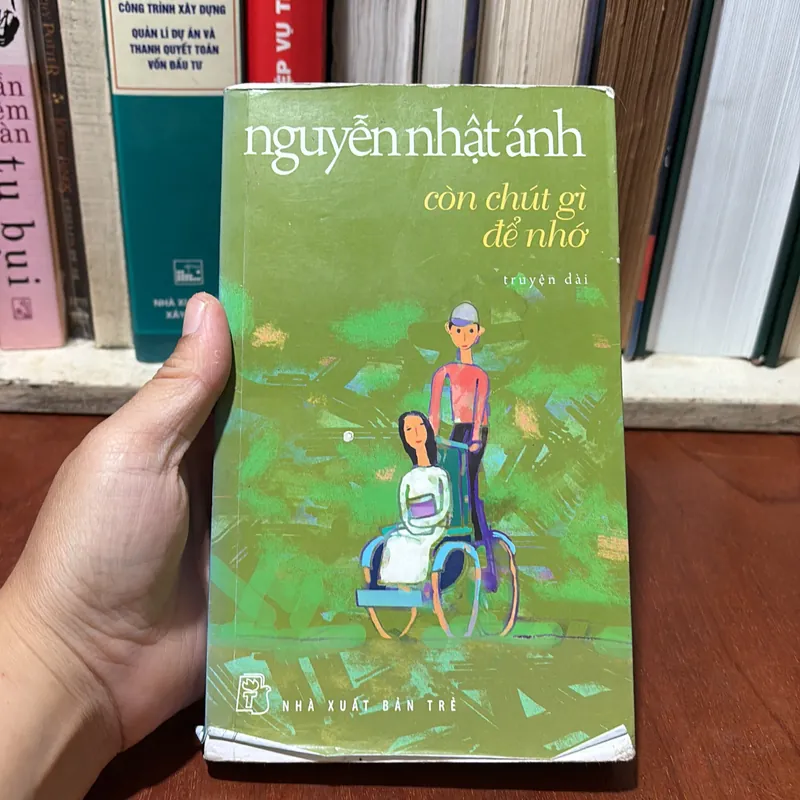 nguyễn nhật ánh
còn chút gì
để nhớ
truyện dài
NHÀ XUẤT BẢN TRẺ
CÔNG TRÌNH XÂY DỰNG
QUẢN LÍ DỰ ÁN VÀ
THANH QUYẾT TOÁN
VỐN ĐẦU TƯ
tu bụi